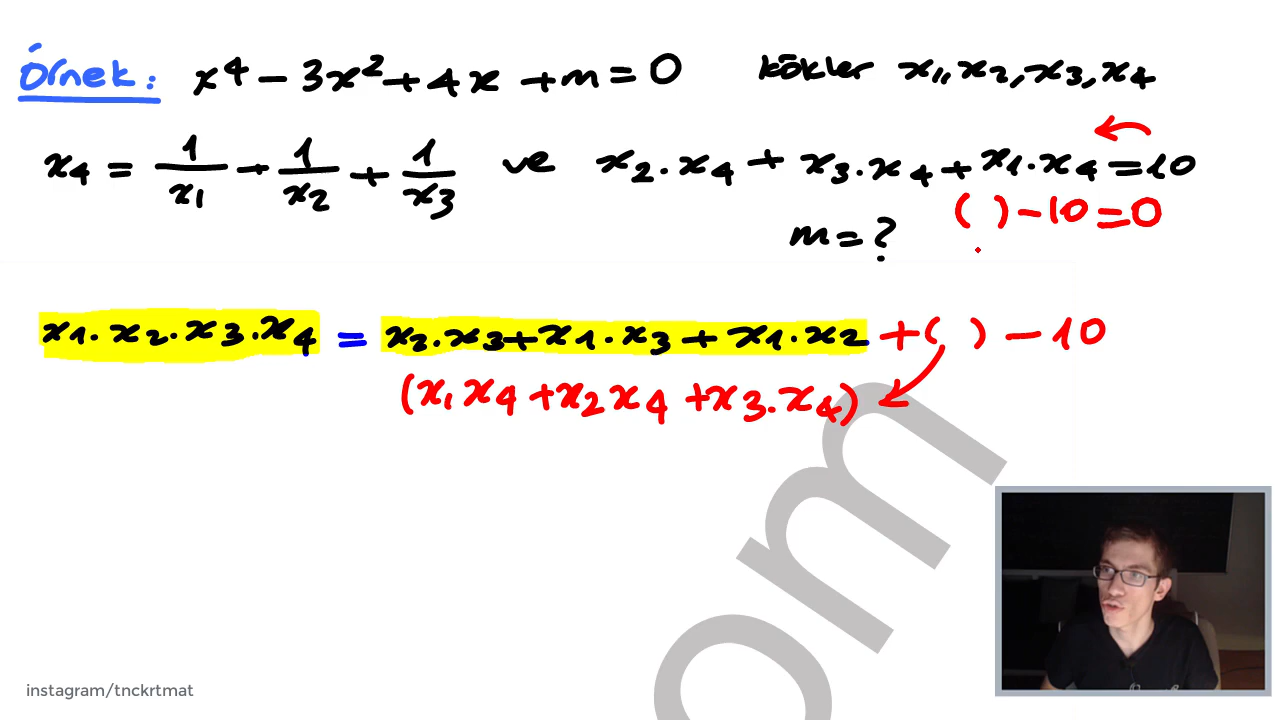 Örnek: x⁴ - 3x² + 4x + m = 0 kökler x₁, x₂, x₃, x₄
x₄ = 1/x₁ + 1/x₂ + 1/x₃ ve x₂.x₄ + x₃.x₄ + x₁.x₄ = 10
( ) - 10 = 0
m = ?
x₁.x₂.x₃.x₄ = x₂.x₃ + x₁.x₃ + x₁.x₂ + ( ) - 10
(x₁x₄ + x₂x₄ + x₃.x₄)
om
instagram/tnckrtmat